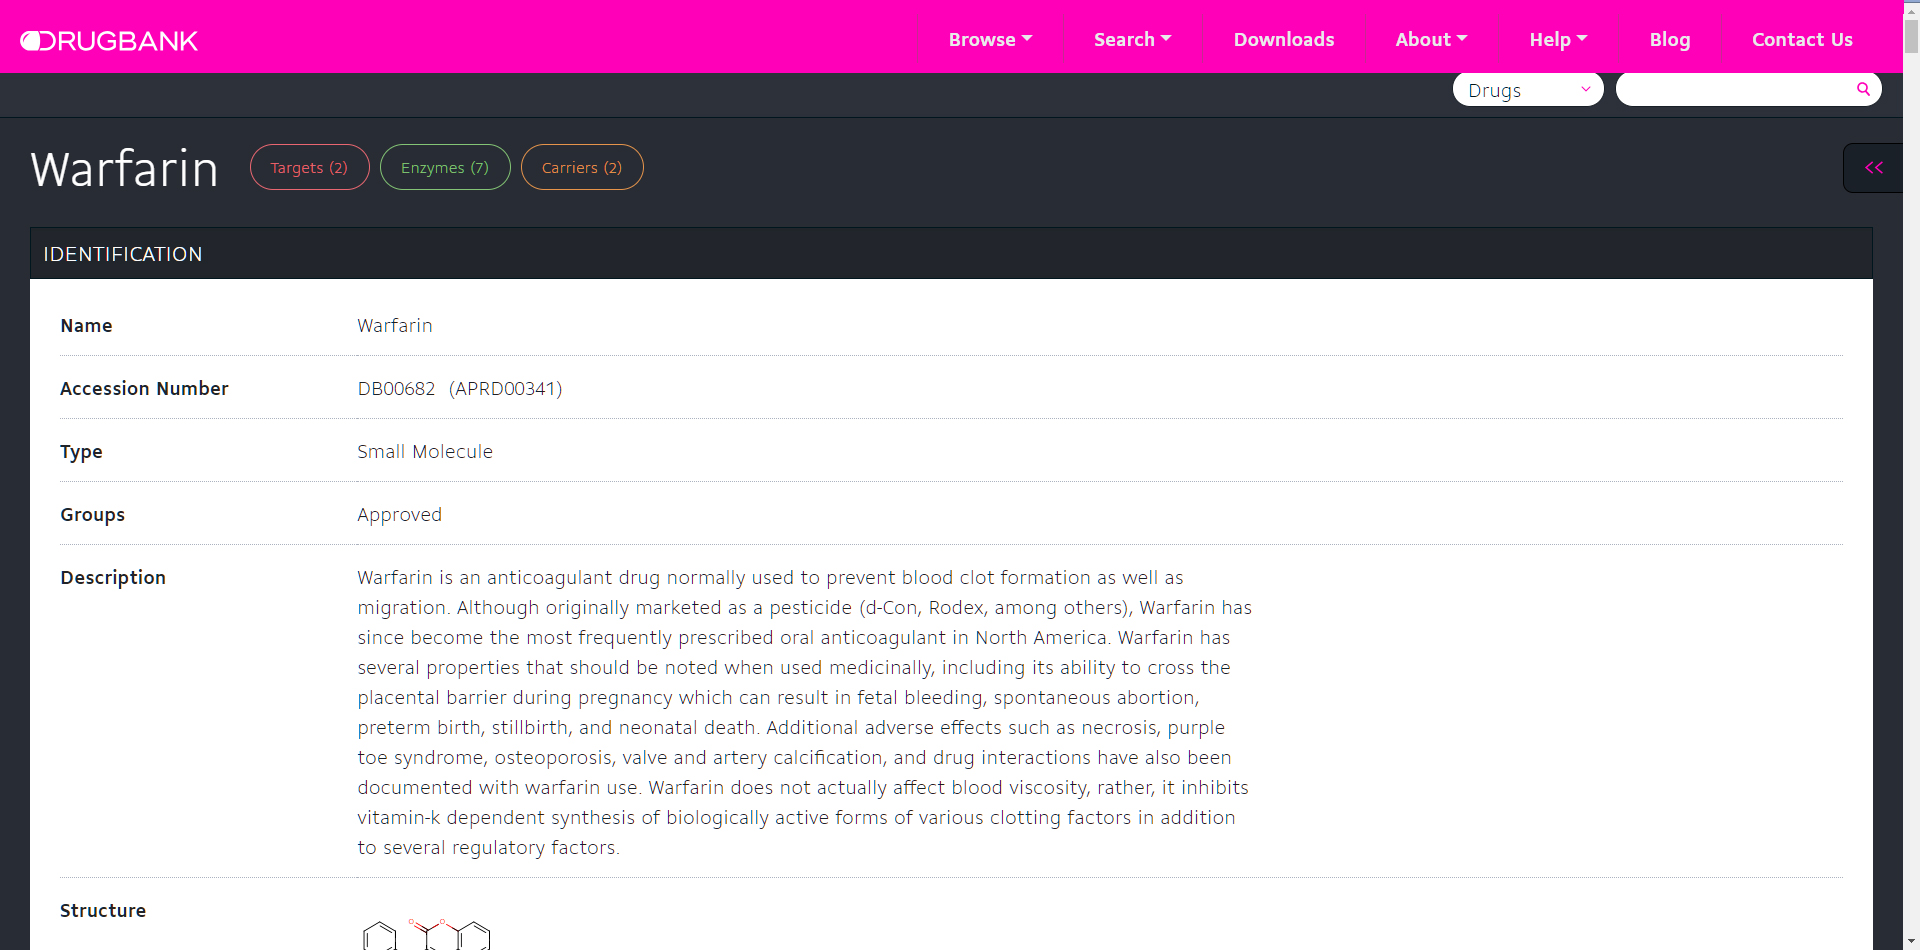 DRUGBANK
Browse Search Downloads About Help Blog Contact Us
Drugs
Warfarin Targets (2) Enzymes (7) Carriers (2)
IDENTIFICATION
Name Warfarin
Accession Number DB00682 (APRD00341)
Type Small Molecule
Groups Approved
Description Warfarin is an anticoagulant drug normally used to prevent blood clot formation as well as
migration. Although originally marketed as a pesticide (d-Con, Rodex, among others), Warfarin has
since become the most frequently prescribed oral anticoagulant in North America. Warfarin has
several properties that should be noted when used medicinally, including its ability to cross the
placental barrier during pregnancy which can result in fetal bleeding, spontaneous abortion,
preterm birth, stillbirth, and neonatal death. Additional adverse effects such as necrosis, purple
toe syndrome, osteoporosis, valve and artery calcification, and drug interactions have also been
documented with warfarin use. Warfarin does not actually affect blood viscosity, rather, it inhibits
vitamin-k dependent synthesis of biologically active forms of various clotting factors in addition
to several regulatory factors.
Structure
O O